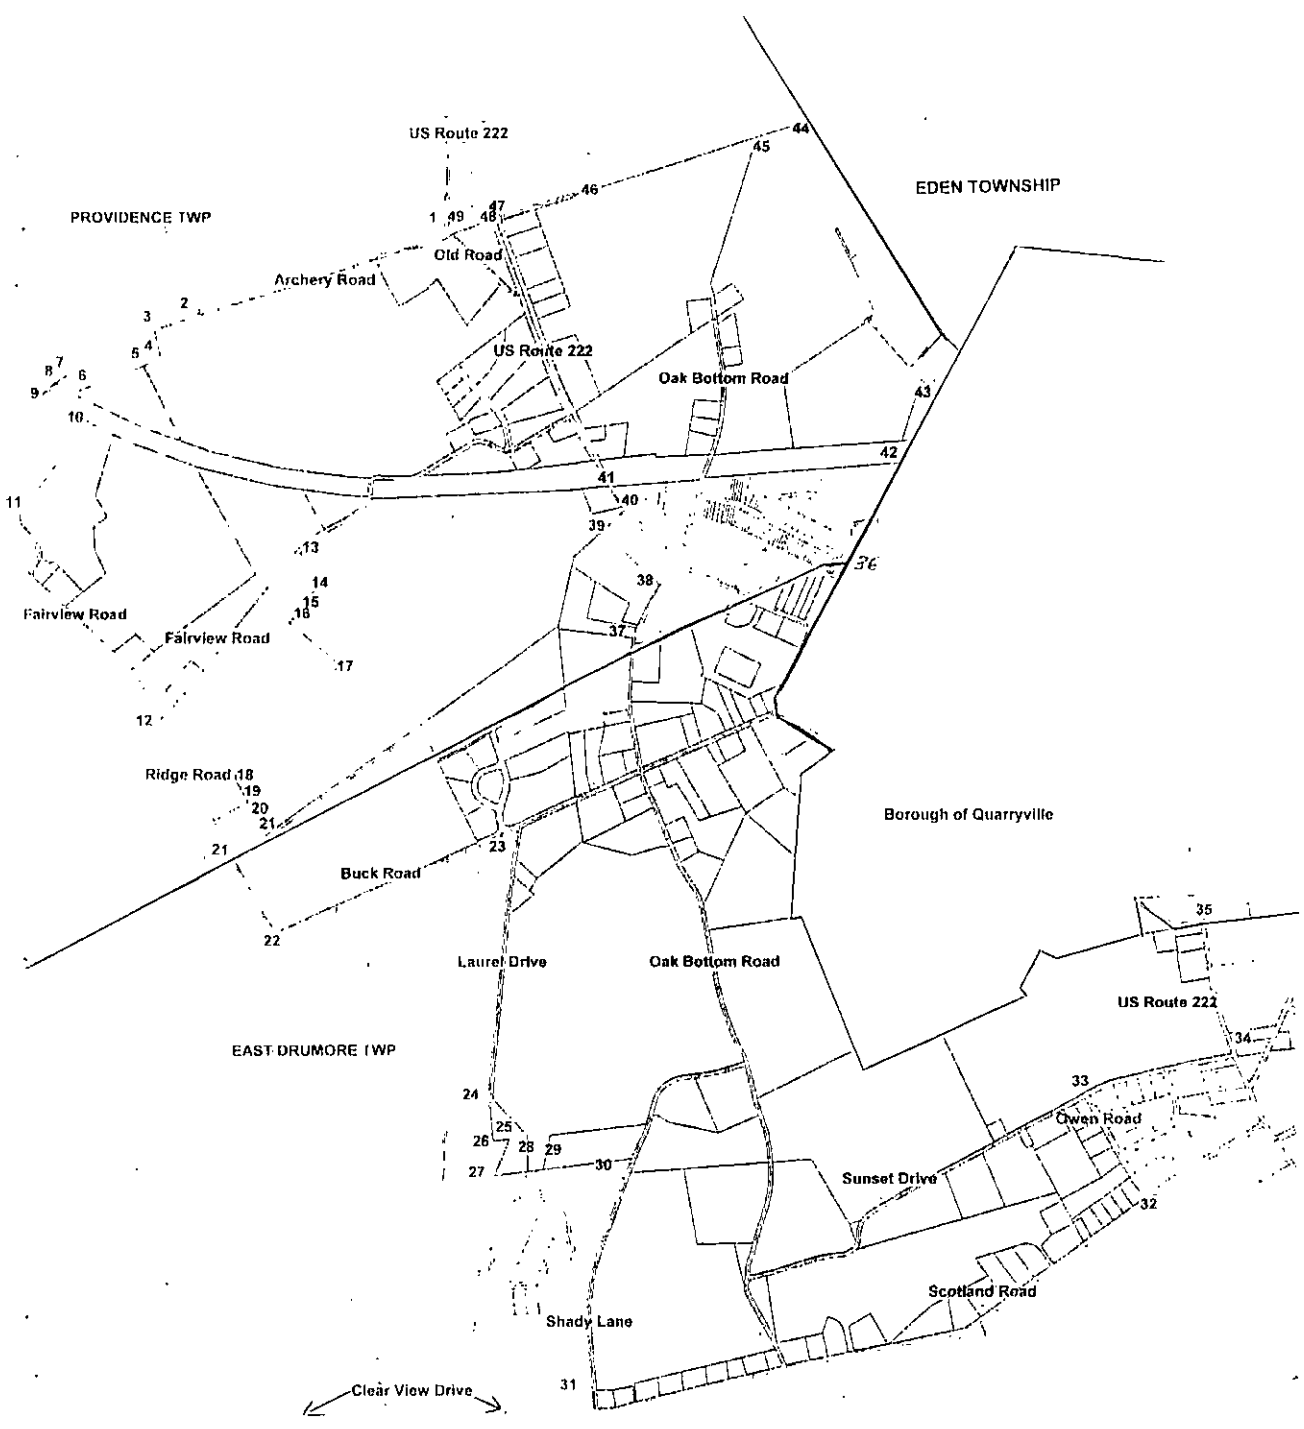 US Route 222
44
45
EDEN TOWNSHIP
46
PROVIDENCE TWP
47
1
49
48
Old Road
Archery Road
2
3
4
5
US Route 222
7
8
6
9
Oak Bottom Road
43
10
42
41
40
11
39
13
36
14
38
15
16
Fairview Road
Fairview Road
37
17
12
Ridge Road 18
19
20
21
21
23
Borough of Quarryville
Buck Road
22
35
Laurel Drive
Oak Bottom Road
US Route 222
EAST DRUMORE TWP
34
33
24
Owen Road
25
26
28
29
30
27
Sunset Drive
32
Scotland Road
Shady Lane
31
Clear View Drive